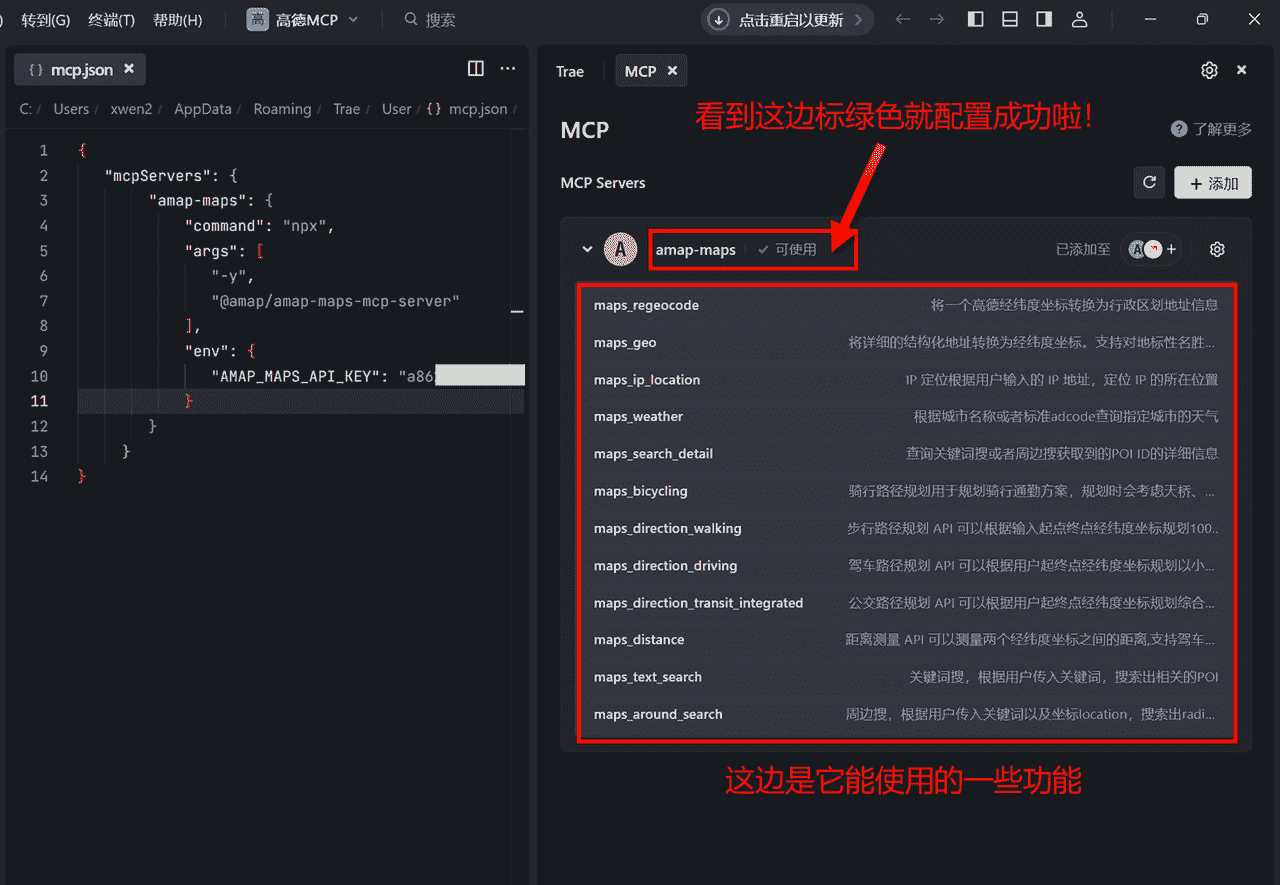 ) 转到(G) 终端(T) 帮助(H) 高 高德MCP 搜索 点击重启以更新
{} mcp.json
C: / Users / xwen2 / AppData / Roaming / Trae / User / {} mcp.json /
1 {
2 "mcpServers": {
3 "amap-maps": {
4 "command": "npx",
5 "args": [
6 "-y",
7 "@amap/amap-maps-mcp-server"
8 ],
9 "env": {
10 "AMAP_MAPS_API_KEY": "a86
11 }
12 }
13 }
14 }
Trae MCP
看到这边标绿色就配置成功啦!
MCP
了解更多
MCP Servers
+ 添加
A amap-maps 可使用 已添加至 A +
maps_regeocode 将一个高德经纬度坐标转换为行政区划地址信息
maps_geo 将详细的结构化地址转换为经纬度坐标。支持对地标性名胜...
maps_ip_location IP 定位根据用户输入的 IP 地址，定位 IP 的所在位置
maps_weather 根据城市名称或者标准adcode查询指定城市的天气
maps_search_detail 查询关键词搜或者周边搜获取到的POI ID的详细信息
maps_bicycling 骑行路径规划用于规划骑行通勤方案，规划时会考虑天桥、...
maps_direction_walking 步行路径规划 API 可以根据输入起点终点经纬度坐标规划100..
maps_direction_driving 驾车路径规划 API 可以根据用户起终点经纬度坐标规划以小...
maps_direction_transit_integrated 公交路径规划 API 可以根据用户起终点经纬度坐标规划综合...
maps_distance 距离测量 API 可以测量两个经纬度坐标之间的距离,支持驾车...
maps_text_search 关键词搜，根据用户传入关键词，搜索出相关的POI
maps_around_search 周边搜，根据用户传入关键词以及坐标location，搜索出radi...
这边是它能使用的一些功能